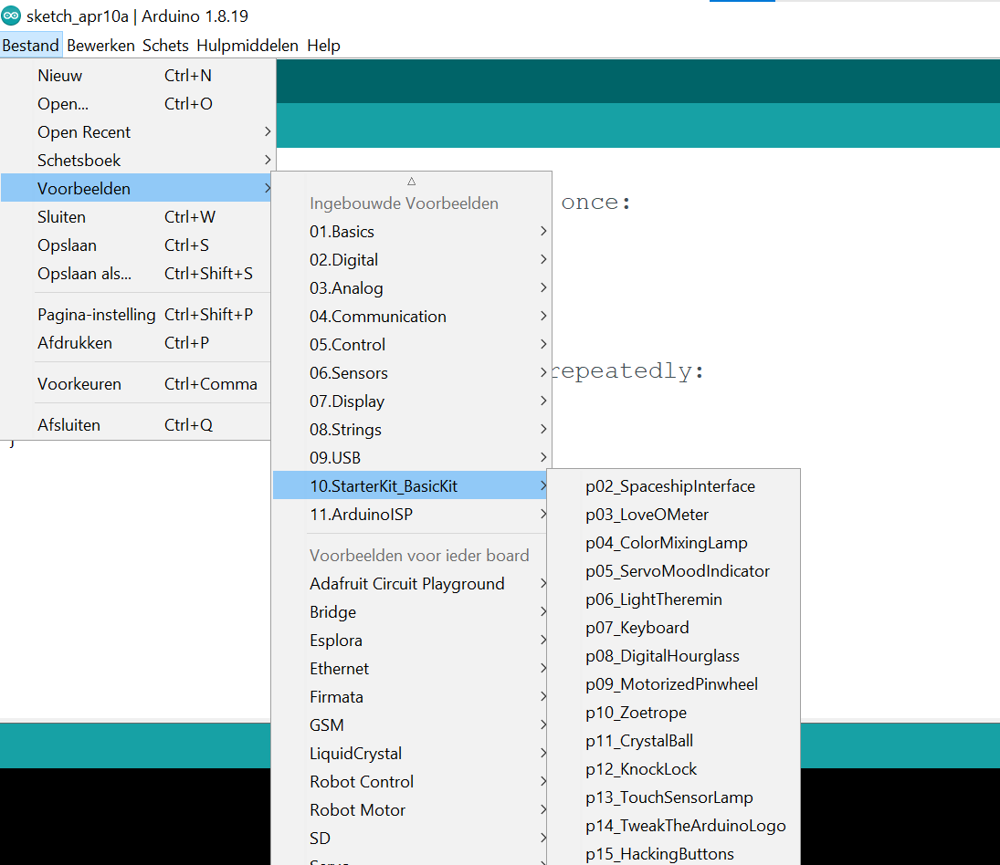 sketch_apr10a | Arduino 1.8.19
Bestand Bewerken Schets Hulpmiddelen Help
Nieuw Ctrl+N
Open... Ctrl+O
Open Recent
Schetsboek
Voorbeelden
Sluiten Ctrl+W
Opslaan Ctrl+S
Opslaan als... Ctrl+Shift+S
Pagina-instelling Ctrl+Shift+P
Afdrukken Ctrl+P
Voorkeuren Ctrl+Comma
Afsluiten Ctrl+Q
Ingebouwde Voorbeelden
01.Basics
02.Digital
03.Analog
04.Communication
05.Control
06.Sensors
07.Display
08.Strings
09.USB
10.StarterKit_BasicKit
11.ArduinoISP
Voorbeelden voor ieder board
Adafruit Circuit Playground
Bridge
Esplora
Ethernet
Firmata
GSM
LiquidCrystal
Robot Control
Robot Motor
SD
p02_SpaceshipInterface
p03_LoveOMeter
p04_ColorMixingLamp
p05_ServoMoodIndicator
p06_LightTheremin
p07_Keyboard
p08_DigitalHourglass
p09_MotorizedPinwheel
p10_Zoetrope
p11_CrystalBall
p12_KnockLock
p13_TouchSensorLamp
p14_TweakTheArduinoLogo
p15_HackingButtons
once:
repeatedly: